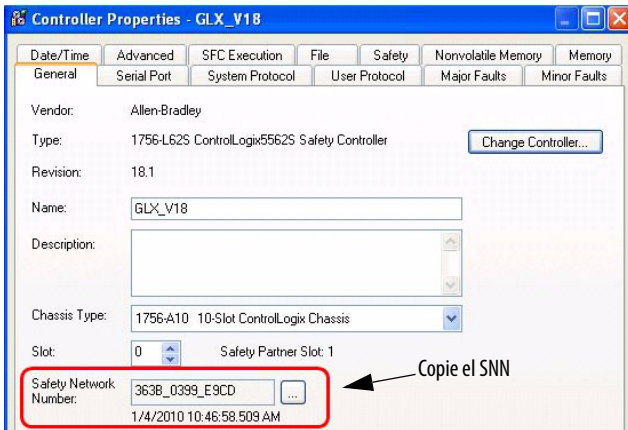 Controller Properties - GLX_V18
Date/Time Advanced SFC Execution File Safety Nonvolatile Memory Memory
General Serial Port System Protocol User Protocol Major Faults Minor Faults
Vendor: Allen-Bradley
Type: 1756-L62S ControlLogix5562S Safety Controller Change Controller...
Revision: 18.1
Name: GLX_V18
Description:
Chassis Type: 1756-A10 10-Slot ControlLogix Chassis
Slot: 0 Safety Partner Slot: 1
Copie el SNN
Safety Network
Number: 363B_0399_E9CD ...
1/4/2010 10:46:58.509 AM